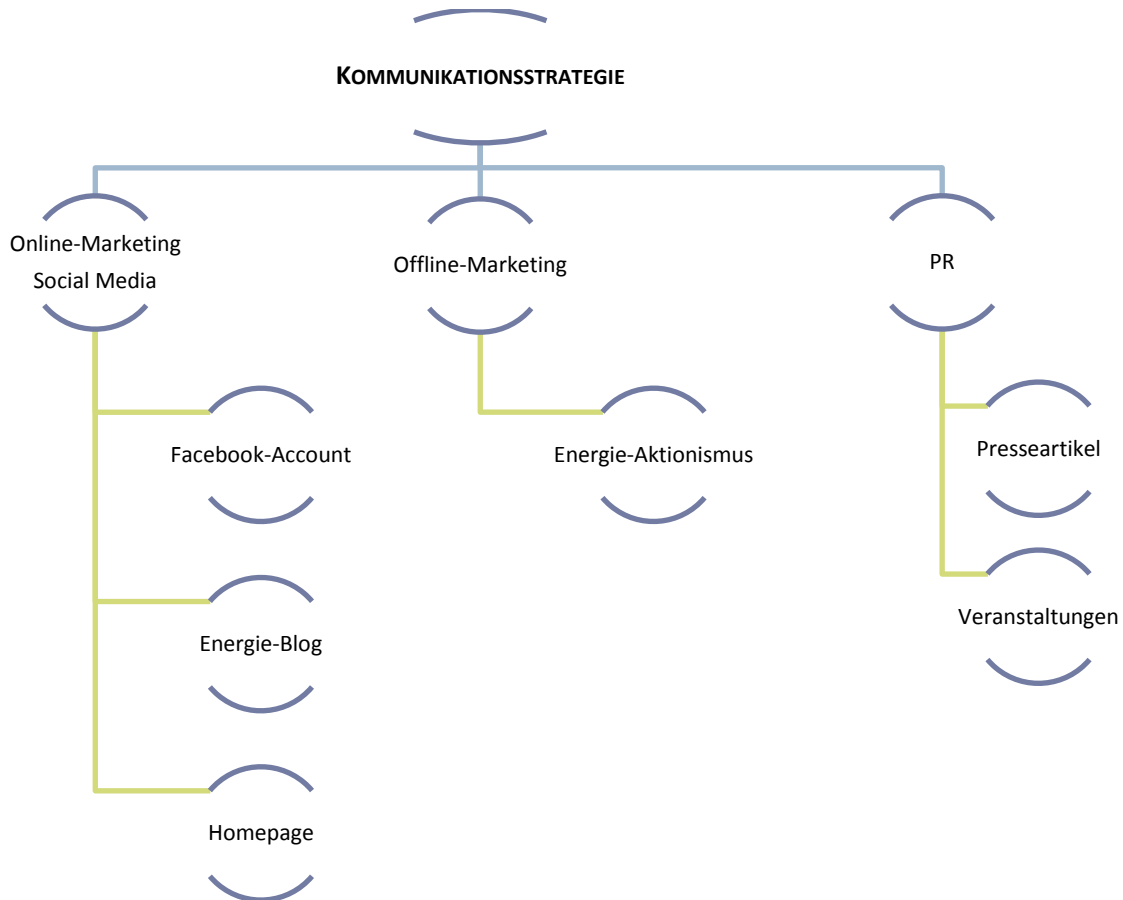 KOMMUNIKATIONSSTRATEGIE
Online-Marketing
Social Media
Offline-Marketing
PR
Facebook-Account
Energie-Aktionismus
Presseartikel
Energie-Blog
Veranstaltungen
Homepage